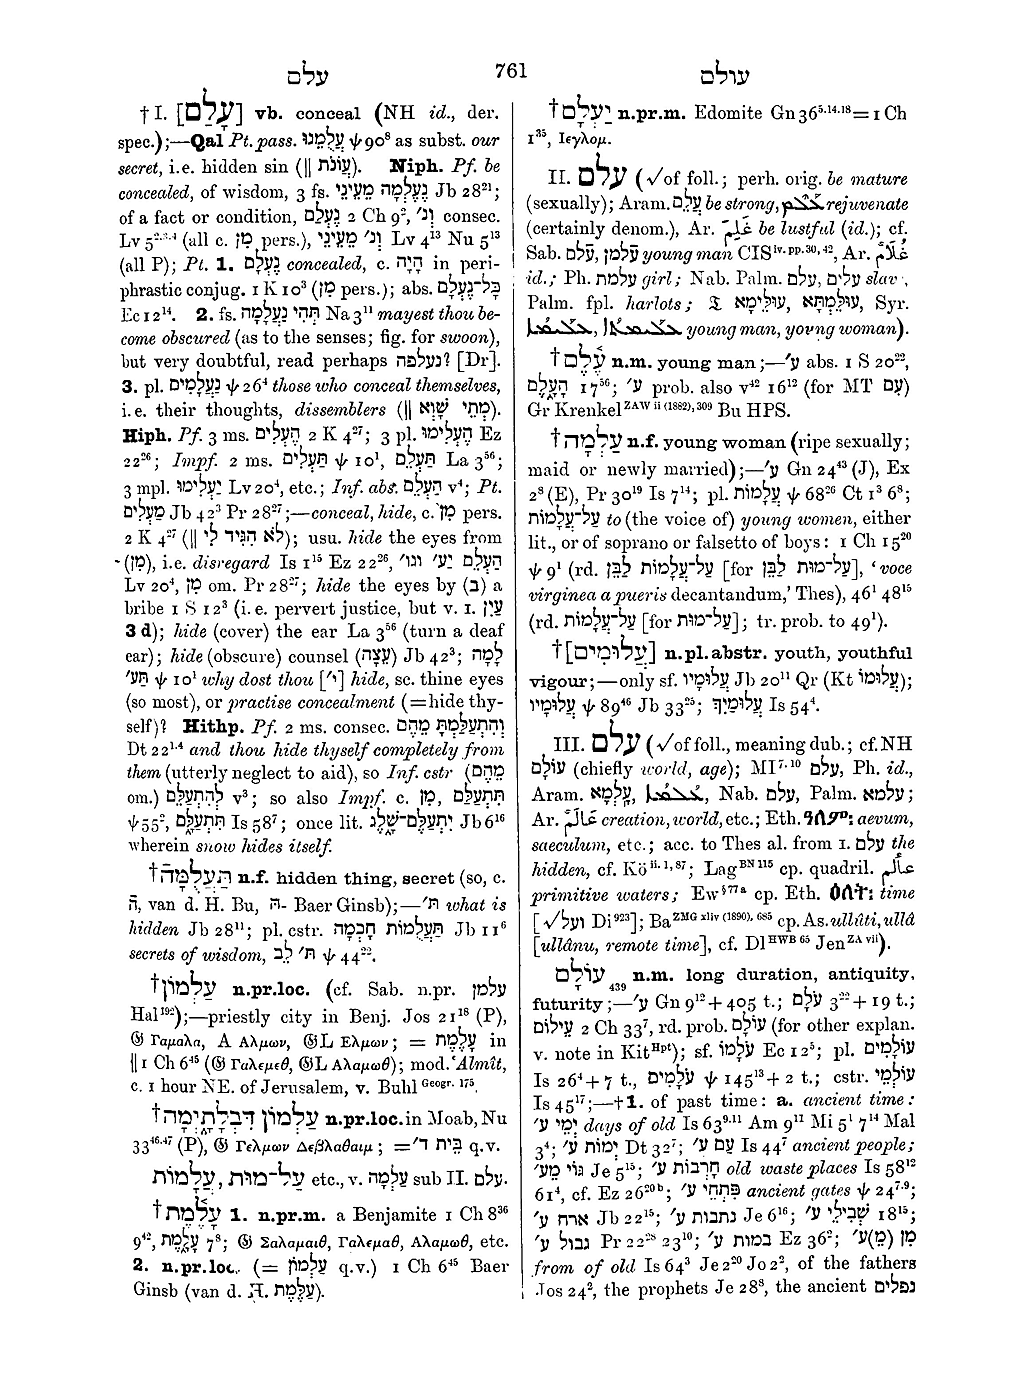 עלם
761
עולם
† I. [עָלַם] vb. conceal (NH id., der.
spec.);—Qal Pt. pass. עֲלֻמֵנוּ ψ 90⁸ as subst. our
secret, i.e. hidden sin (|| עֲוֹנֹת). Niph. Pf. be
concealed, of wisdom, 3 fs. נֶעֶלְמָה מֵעֵינֵי Jb 28²¹;
of a fact or condition, נֶעְלַם 2 Ch 9², וְנ׳ consec.
Lv 5²·³·⁴ (all c. מִן pers.), וְנ׳ מֵעֵינֵי Lv 4¹³ Nu 5¹³
(all P); Pt. 1. נֶעְלָם concealed, c. הָיָה in peri-
phrastic conjug. 1 K 10³ (מִן pers.); abs. כָּל־נֶעְלָם
Ec 12¹⁴. 2. fs. תְּהִי נַעֲלָמָה Na 3¹¹ mayest thou be-
come obscured (as to the senses; fig. for swoon),
but very doubtful, read perhaps נעלפה? [Dr].
3. pl. נַעֲלָמִים ψ 26⁴ those who conceal themselves,
i.e. their thoughts, dissemblers (|| מְתֵי שָׁוְא).
Hiph. Pf. 3 ms. הֶעְלִים 2 K 4²⁷; 3 pl. הֶעְלִימוּ Ez
22²⁶; Impf. 2 ms. תַּעְלִים ψ 10¹, תַּעְלֵם La 3⁵⁶;
3 mpl. יַעְלִימוּ Lv 20⁴, etc.; Inf. abs. הַעְלֵם v⁴; Pt.
מַעְלִים Jb 42³ Pr 28²⁷;—conceal, hide, c. מִן pers.
2 K 4²⁷ (|| לֹא הִגִּיד לִי); usu. hide the eyes from
(מִן), i.e. disregard Is 1¹⁵ Ez 22²⁶, הַעְלֵם יַע׳ וגו׳
Lv 20⁴, מִן om. Pr 28²⁷; hide the eyes by (בְּ) a
bribe 1 S 12³ (i.e. pervert justice, but v. I. עַיִן
3 d); hide (cover) the ear La 3⁵⁶ (turn a deaf
ear); hide (obscure) counsel (עֵצָה) Jb 42³; לָמָה
תַּע׳ ψ 10¹ why dost thou [י׳] hide, sc. thine eyes
(so most), or practise concealment (=hide thy-
self)? Hithp. Pf. 2 ms. consec. וְהִתְעַלַּמְתָּ מֵהֶם
Dt 22¹·⁴ and thou hide thyself completely from
them (utterly neglect to aid), so Inf. cstr (מֵהֶם
om.) לְהִתְעַלֵּם v³; so also Impf. c. מִן, תִּתְעַלַּם
ψ 55², תִּתְעַלָּם Is 58⁷; once lit. יִתְעַלֶּם־שָׁלֶג Jb 6¹⁶
wherein snow hides itself.
† תַּעֲלֻמָהֿ n.f. hidden thing, secret (so, c.
הֿ, van d. H. Bu, ־ה Baer Ginsb);—ת׳ what is
hidden Jb 28¹¹; pl. cstr. תַּעֲלֻמוֹת חָכְמָה Jb 11⁶
secrets of wisdom, ת׳ לֵב ψ 44²².
† עַלְמוֹן n.pr.loc. (cf. Sab. n.pr. עלמן
Hal¹⁹²);—priestly city in Benj. Jos 21¹⁸ (P),
𝔊 Γαμαλα, A Αλμων, 𝔊L Ελμων; = עָלֶמֶת in
|| 1 Ch 6⁴⁵ (𝔊 Γαλεμεθ, 𝔊L Αλαμωθ); mod. ʿAlmît,
c. 1 hour NE. of Jerusalem, v. Buhl Geogr. 175.
† עַלְמוֹן דִּבְלָתָיְמָה n.pr.loc. in Moab, Nu
33⁴⁶·⁴⁷ (P), 𝔊 Γελμων Δεβλαθαιμ; = בֵּית ד׳ q.v.
עַל־מוּת, עֲלָמוֹת etc., v. עַלְמָה sub II. עלם.
† עָלֶמֶת 1. n.pr.m. a Benjamite 1 Ch 8³⁶
9⁴², עָלָמֶת 7⁸; 𝔊 Σαλαμαιθ, Γαλεμαθ, Αλαμωθ, etc.
2. n.pr.loc. (= עַלְמוֹן q.v.) 1 Ch 6⁴⁵ Baer
Ginsb (van d. H. עַלֶּמֶת).
† יַעְלָם n.pr.m. Edomite Gn 36⁵·¹⁴·¹⁸ = 1 Ch
1³⁵, Ιεγλομ.
II. עלם (√ of foll.; perh. orig. be mature
(sexually); Aram. עֲלֵם be strong, rejuvenate
(certainly denom.), Ar. غَلِمَ be lustful (id.); cf.
Sab. עלמן, עלם young man CIS iv. pp. 30, 42, Ar. غُلَامٌ
id.; Ph. עלמת girl; Nab. Palm. עלם, עלים slave,
Palm. fpl. harlots; 𝔗 עוּלֵּימְתָּא, עוּלֵּימָא, Syr.
ܥܠܝܡܐ, ܥܠܝܡܬܐ young man, young woman).
† עֶלֶם n.m. young man;—ע׳ abs. 1 S 20²²,
הָעָלֶם 17⁵⁶; ע׳ prob. also v⁴² 16¹² (for MT עִם)
Gr Krenkel ZAW ii (1882), 309 Bu HPS.
† עַלְמָה n.f. young woman (ripe sexually;
maid or newly married);—ע׳ Gn 24⁴³ (J), Ex
2⁸ (E), Pr 30¹⁹ Is 7¹⁴; pl. עֲלָמוֹת ψ 68²⁶ Ct 1³ 6⁸;
עַל־עֲלָמוֹת to (the voice of) young women, either
lit., or of soprano or falsetto of boys: 1 Ch 15²⁰
ψ 9¹ (rd. עַל־עֲלָמוֹת לַבֵּן [for עַל־מוּת לַבֵּן], ‘voce
virginea a pueris decantandum,’ Thes), 46¹ 48¹⁵
(rd. עַל־עֲלָמוֹת [for עַל־מוּת]; tr. prob. to 49¹).
† [עֲלוּמִים] n.pl.abstr. youth, youthful
vigour;—only sf. עֲלוּמָיו Jb 20¹¹ Qr (Kt עֲלוּמוֹ);
עֲלוּמָיו ψ 89⁴⁶ Jb 33²⁵; עֲלוּמַיִךְ Is 54⁴.
III. עלם (√ of foll., meaning dub.; cf. NH
עוֹלָם (chiefly world, age); MI⁷·¹⁰ עלם, Ph. id.,
Aram. עָלְמָא, ܥܠܡܐ, Nab. עלם, Palm. עלמא;
Ar. عَالَمٌ creation, world, etc.; Eth. ዓለም: aevum,
saeculum, etc.; acc. to Thes al. from I. עלם the
hidden, cf. Kö ii. 1, 87; Lag BN 115 cp. quadril.
primitive waters; Ew §77a cp. Eth. ዕለት: time
[√ ועל Di 923]; Ba ZMG xliv (1890), 685 cp. As. ullûti, ullâ
[ullânu, remote time], cf. Dl HWB 65 Jen ZA vii).
עוֹלָם 439 n.m. long duration, antiquity,
futurity;—ע׳ Gn 9¹² + 405 t.; עֹלָם 3²² + 19 t.;
עֵילוֹם 2 Ch 33⁷, rd. prob. עוֹלָם (for other explan.
v. note in Kit Hpt); sf. עֹלָמוֹ Ec 12⁵; pl. עוֹלָמִים
Is 26⁴ + 7 t., עֹלָמִים ψ 145¹³ + 2 t.; cstr. עוֹלְמֵי
Is 45¹⁷;—† 1. of past time: a. ancient time:
יְמֵי ע׳ days of old Is 63⁹·¹¹ Am 9¹¹ Mi 5¹ 7¹⁴ Mal
3⁴; יְמוֹת ע׳ Dt 32⁷; עַם ע׳ Is 44⁷ ancient people;
גּוֹי מֵע׳ Je 5¹⁵; חָרְבוֹת ע׳ old waste places Is 58¹²
61⁴, cf. Ez 26²⁰ᵇ; פִּתְחֵי ע׳ ancient gates ψ 24⁷·⁹;
ארח ע׳ Jb 22¹⁵; נתבות ע׳ Je 6¹⁶; שְׁבִילֵי ע׳ 18¹⁵;
גבול ע׳ Pr 22²⁸ 23¹⁰; במות ע׳ Ez 36²; מִן (מֵ)ע׳
from of old Is 64³ Je 2²⁰ Jo 2², of the fathers
Jos 24², the prophets Je 28⁸, the ancient נפלים